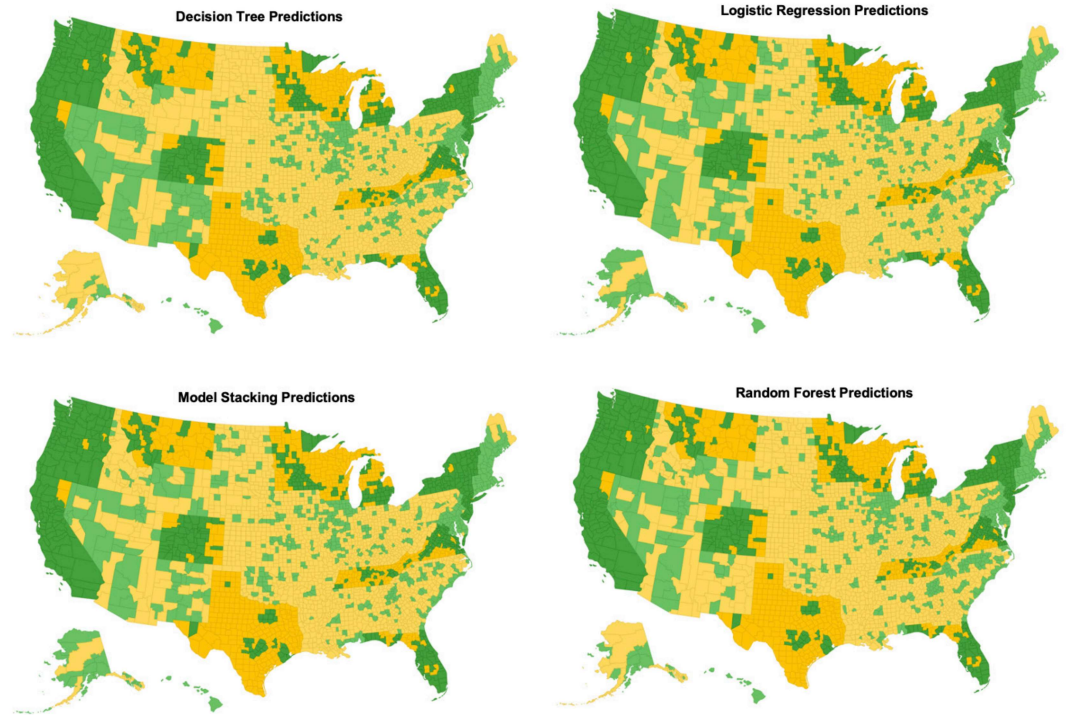 Decision Tree Predictions
Logistic Regression Predictions
Model Stacking Predictions
Random Forest Predictions